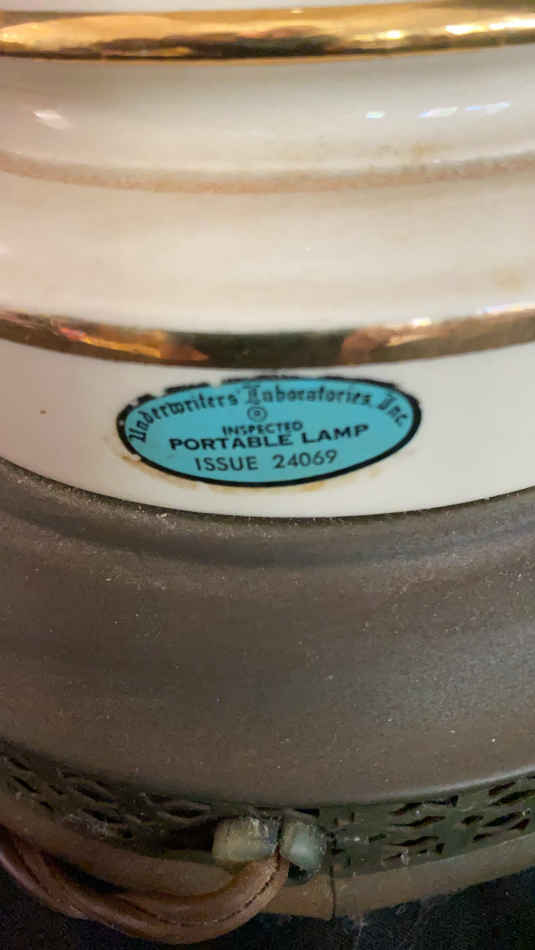 Underwriters' Laboratories, Inc.
INSPECTED
PORTABLE LAMP
ISSUE 24069